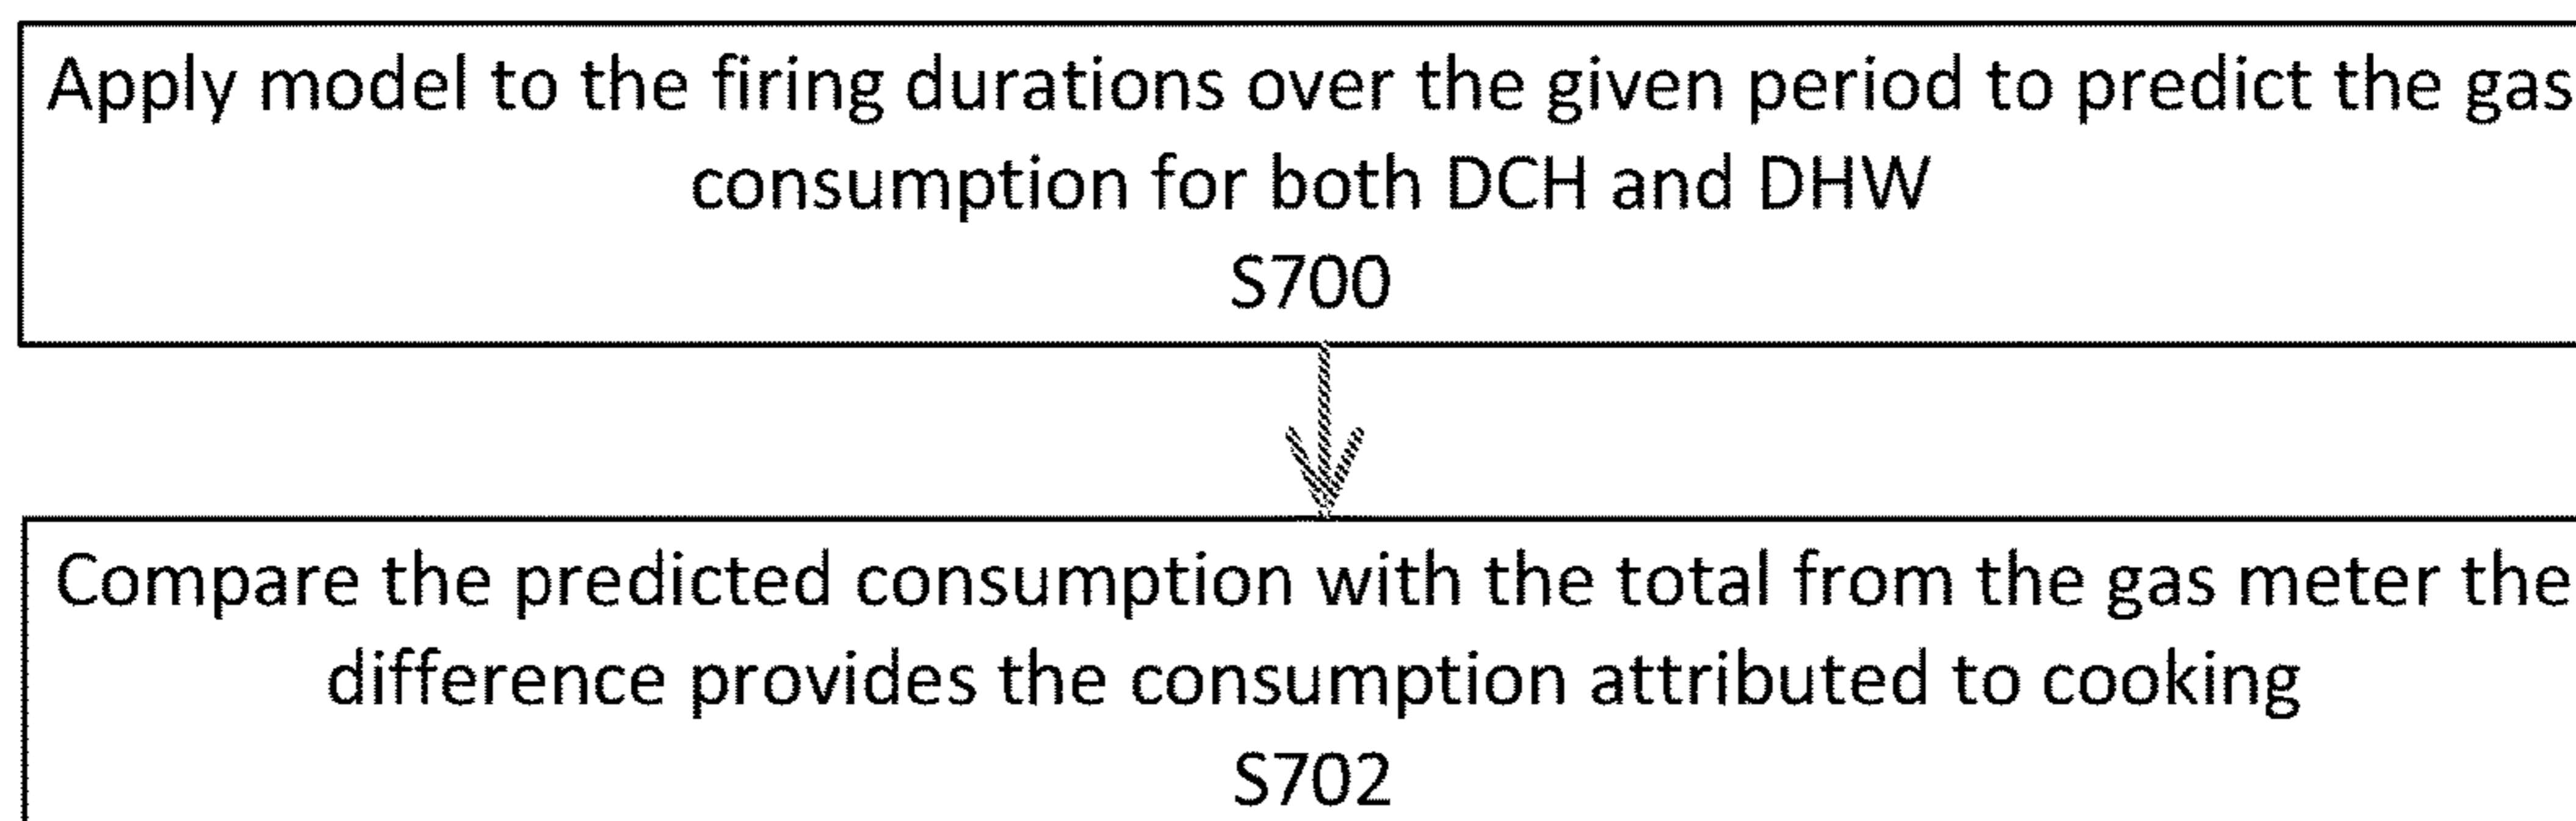 Apply model to the firing durations over the given period to predict the gas
consumption for both DCH and DHW
S700
Compare the predicted consumption with the total from the gas meter the
difference provides the consumption attributed to cooking
S702